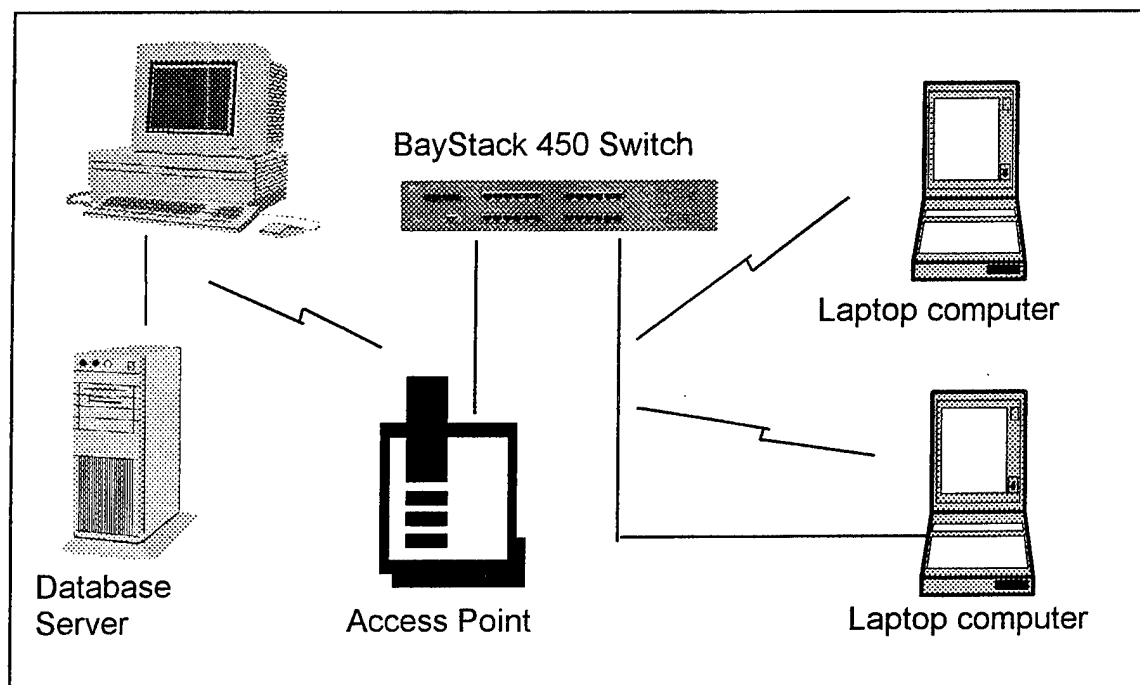 BayStack 450 Switch
Laptop computer
Database
Server
Access Point
Laptop computer